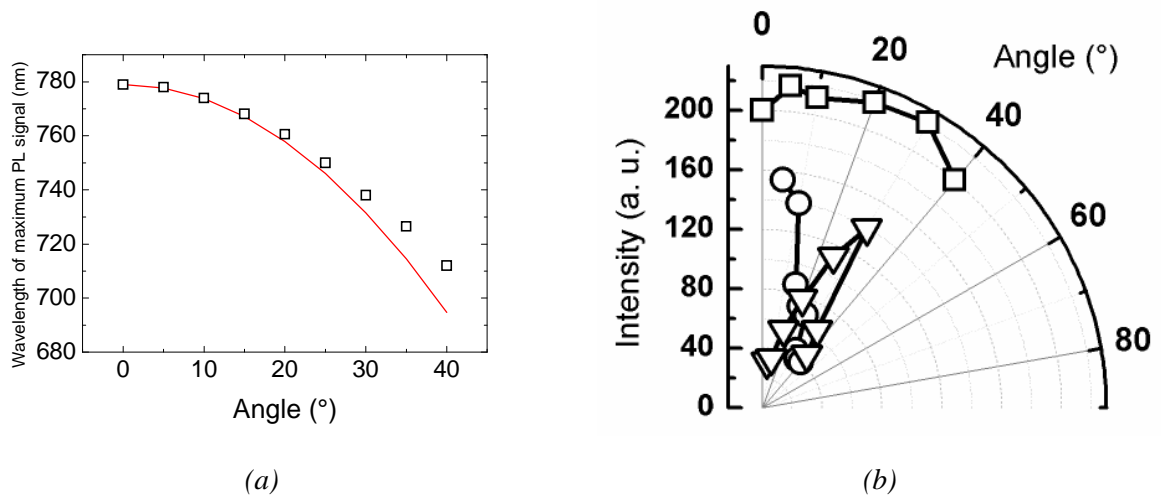 Wavelength of maximum PL signal (nm)
780
760
740
720
700
680
0 10 20 30 40
Angle (°)
(a)
0
20
Angle (°)
40
60
80
Intensity (a. u.)
200
160
120
80
40
0
(b)